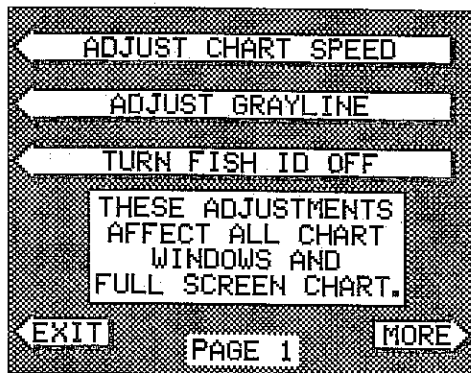 ADJUST CHART SPEED
ADJUST GRAYLINE
TURN FISH ID OFF
THESE ADJUSTMENTS
AFFECT ALL CHART
WINDOWS AND
FULL SCREEN CHART.
EXIT
PAGE 1
MORE